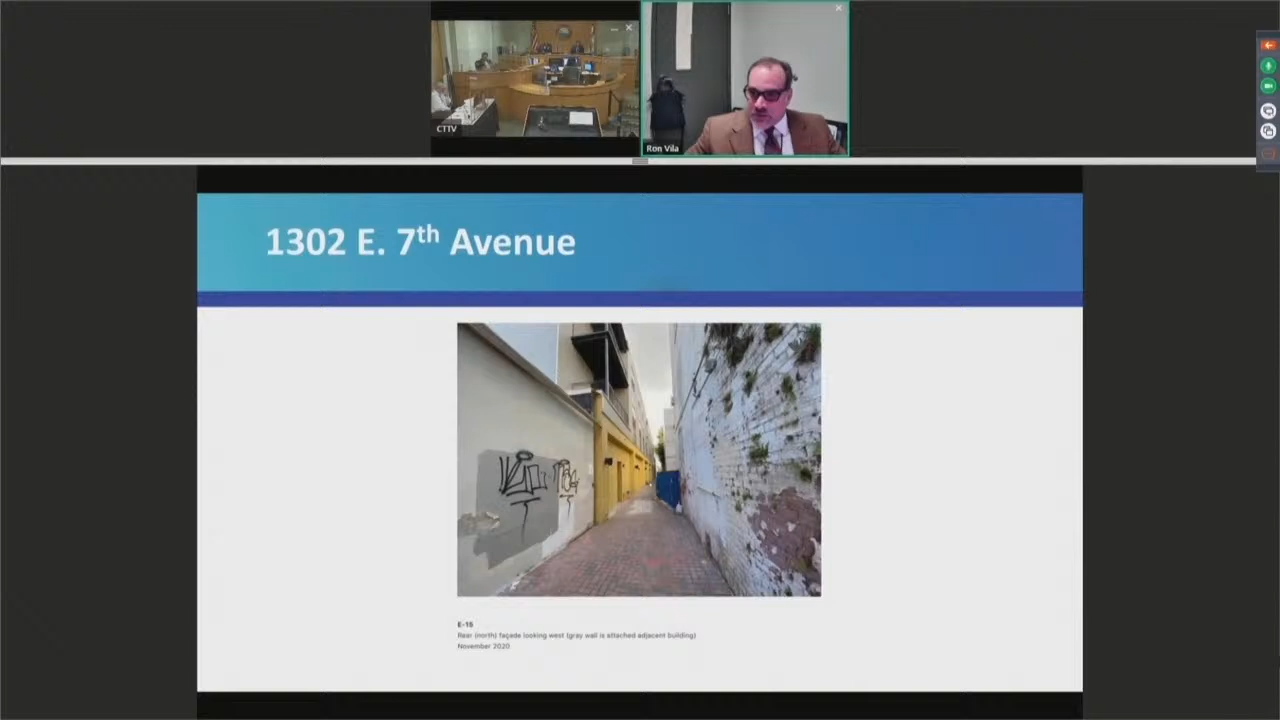 CTTV
Ron Vila
1302 E. 7th Avenue
E-15
Rear (north) façade looking west (gray wall is attached adjacent building)
November 2020